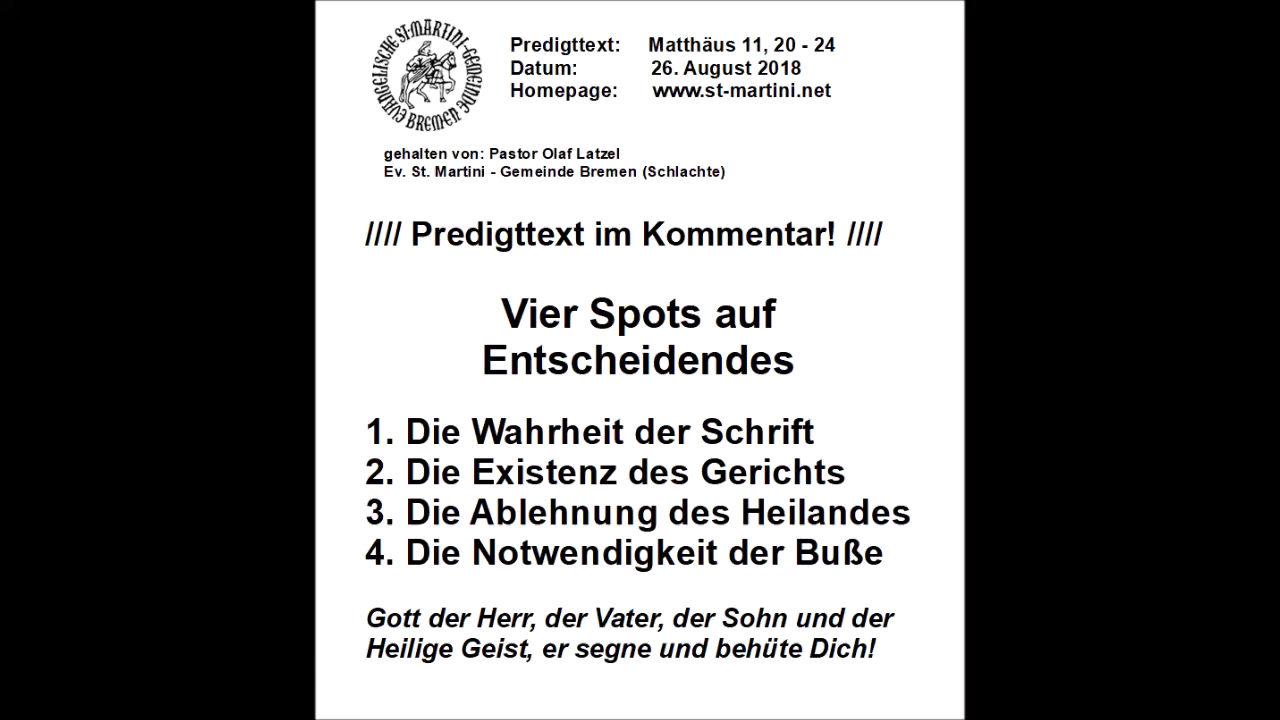 EVANGELISCHE ST-MARTINI-GEMEINDE BREMEN
Predigttext: Matthäus 11, 20 - 24
Datum: 26. August 2018
Homepage: www.st-martini.net
gehalten von: Pastor Olaf Latzel
Ev. St. Martini - Gemeinde Bremen (Schlachte)
//// Predigttext im Kommentar! ////
Vier Spots auf
Entscheidendes
1. Die Wahrheit der Schrift
2. Die Existenz des Gerichts
3. Die Ablehnung des Heilandes
4. Die Notwendigkeit der Buße
Gott der Herr, der Vater, der Sohn und der
Heilige Geist, er segne und behüte Dich!